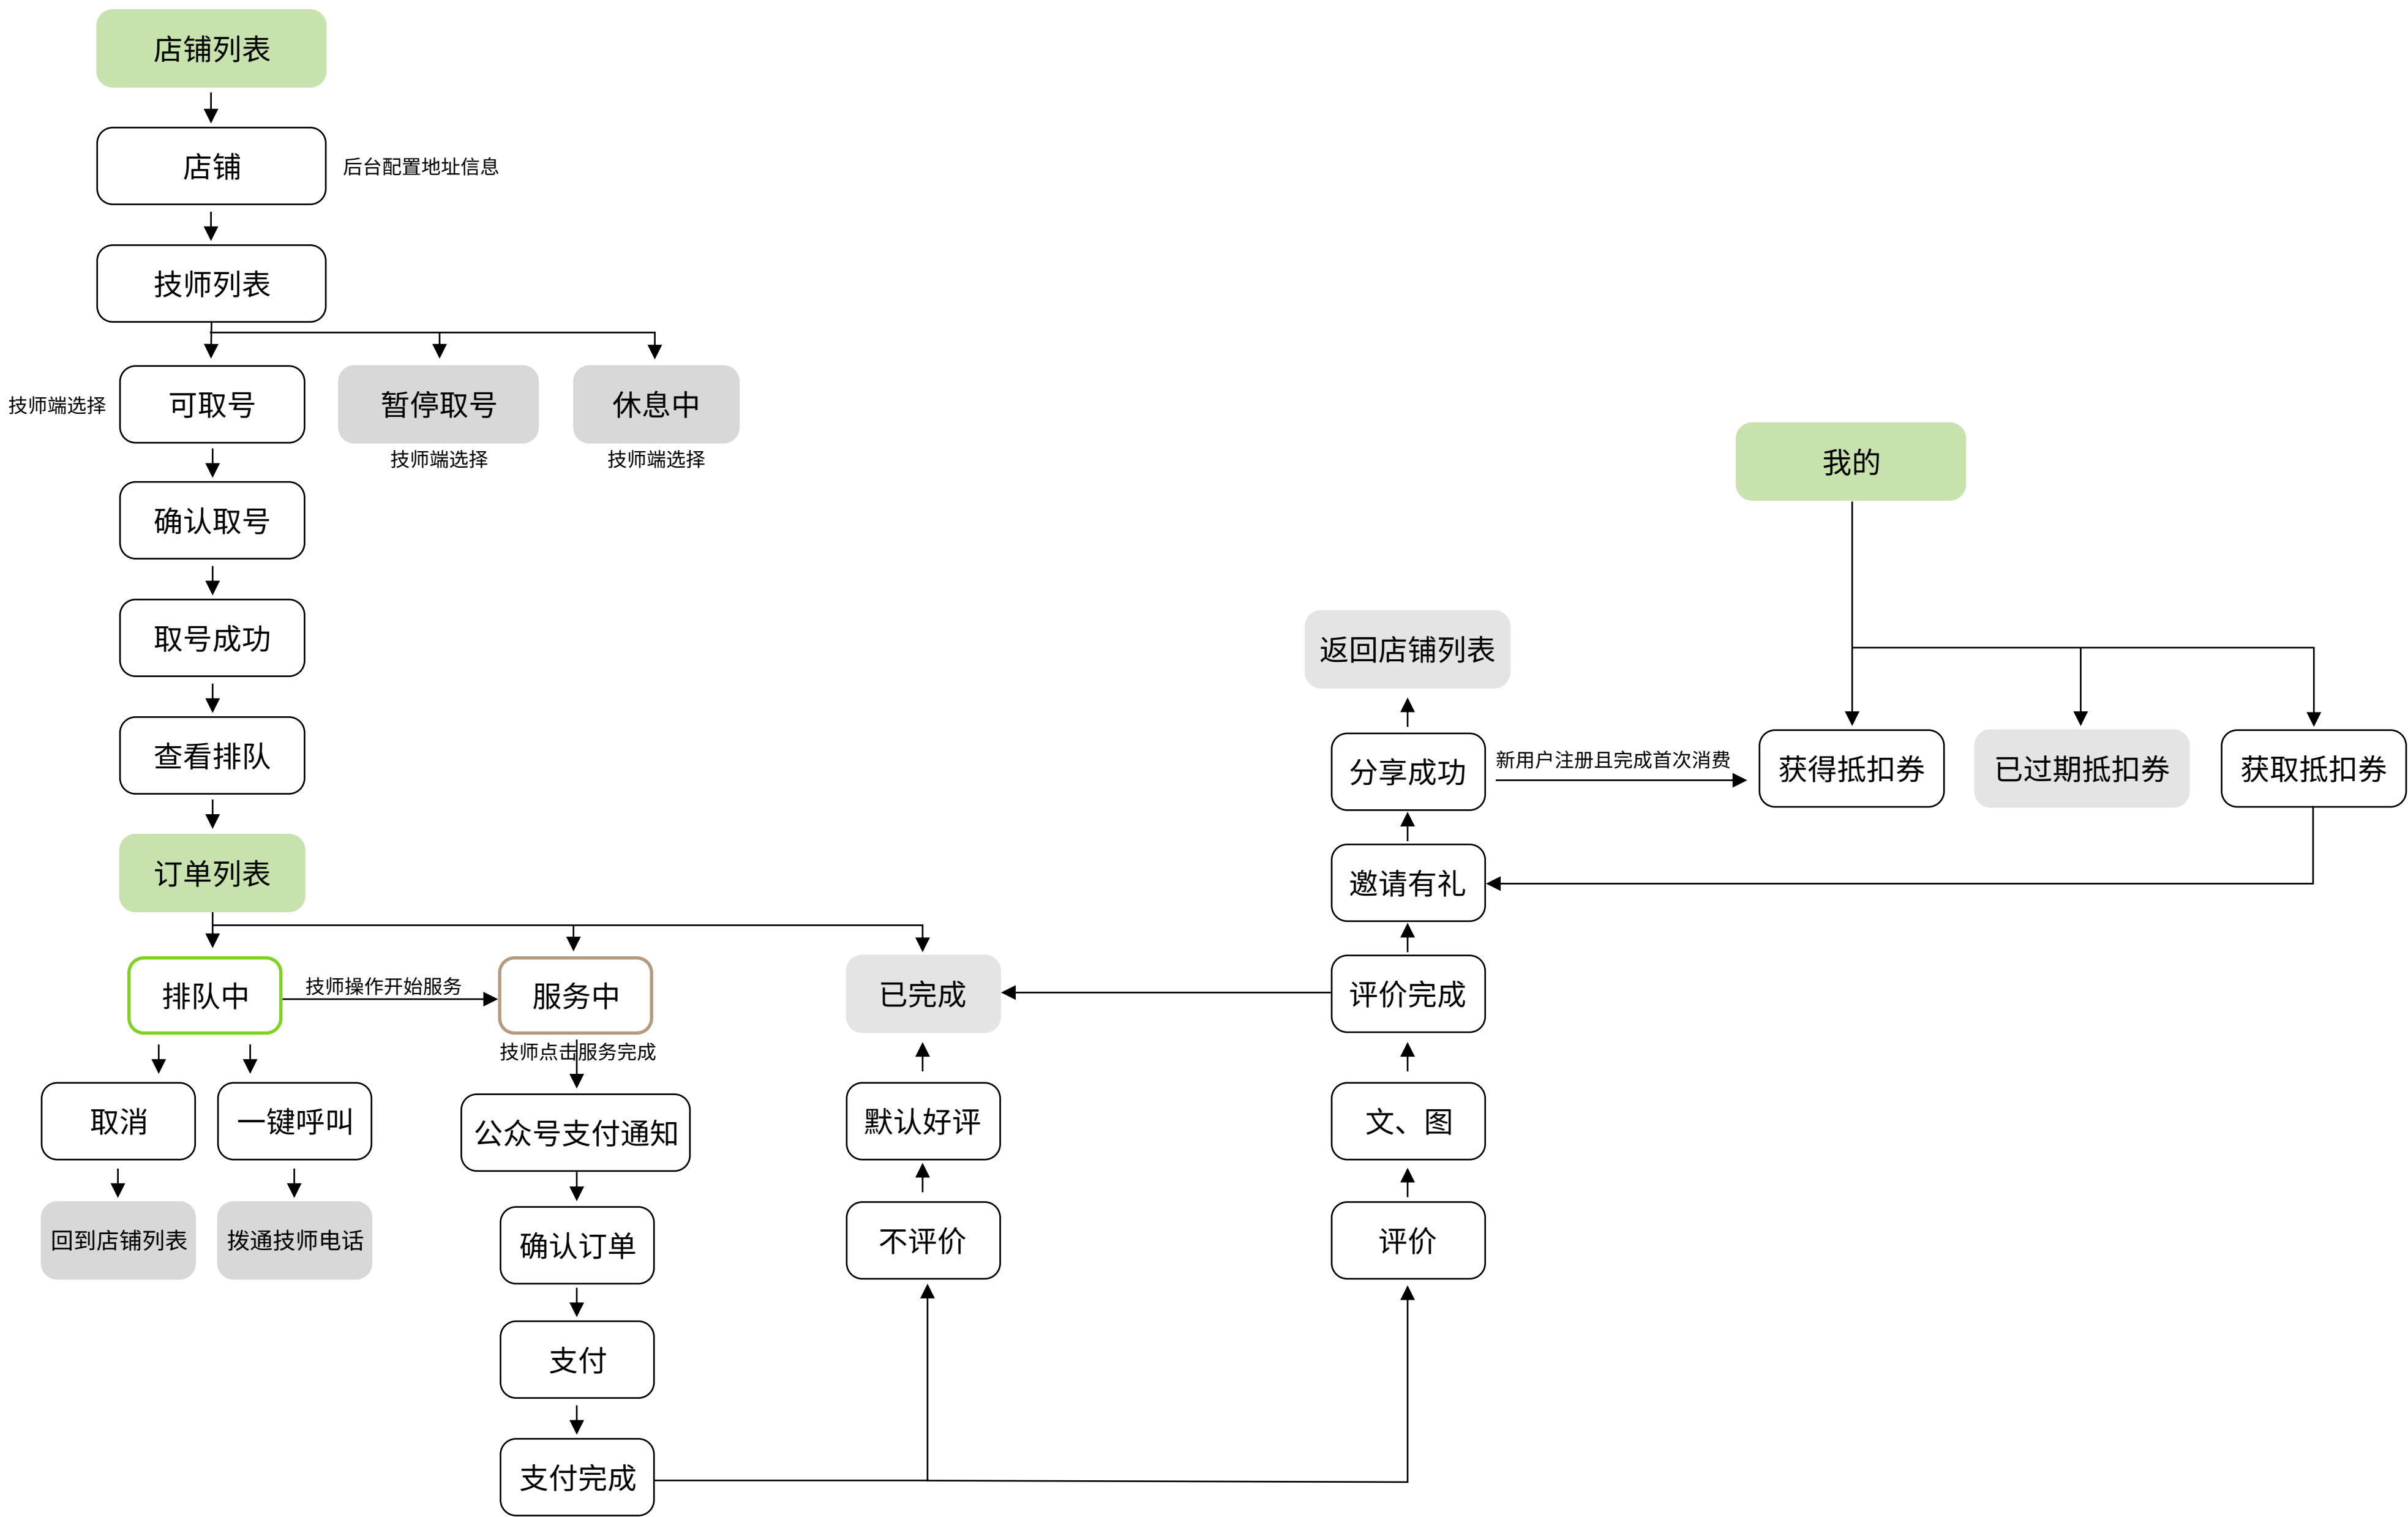 店铺列表
店铺
后台配置地址信息
技师列表
技师端选择
可取号
暂停取号
休息中
技师端选择
技师端选择
确认取号
取号成功
查看排队
订单列表
排队中
技师操作开始服务
服务中
已完成
技师点击服务完成
取消
一键呼叫
公众号支付通知
默认好评
回到店铺列表
拨通技师电话
确认订单
不评价
支付
支付完成
返回店铺列表
分享成功
新用户注册且完成首次消费
邀请有礼
评价完成
文、图
评价
我的
获得抵扣券
已过期抵扣券
获取抵扣券